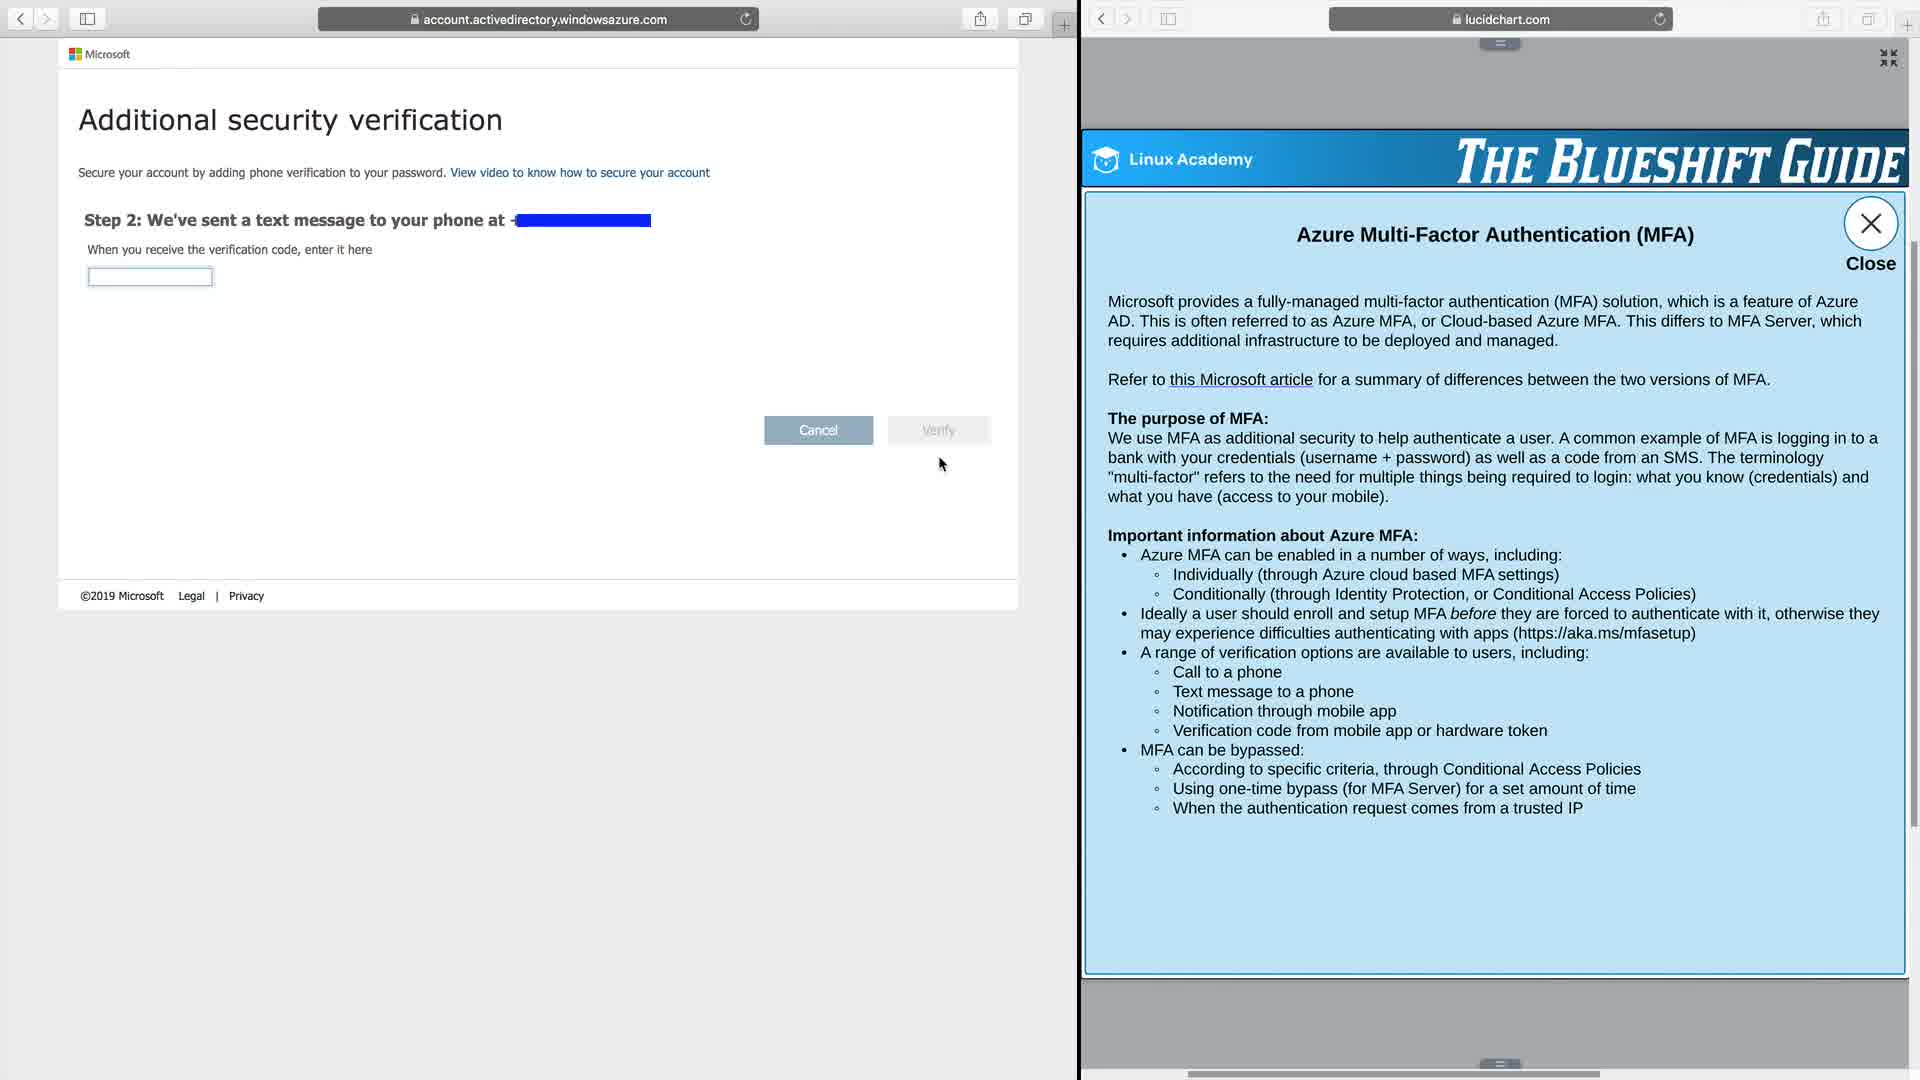 account.activedirectory.windowsazure.com
Microsoft
Additional security verification
Secure your account by adding phone verification to your password. View video to know how to secure your account
Step 2: We've sent a text message to your phone at
When you receive the verification code, enter it here
Cancel
Verify
©2019 Microsoft Legal | Privacy
lucidchart.com
Linux Academy
THE BLUESHIFT GUIDE
Azure Multi-Factor Authentication (MFA)
Close
Microsoft provides a fully-managed multi-factor authentication (MFA) solution, which is a feature of Azure
AD. This is often referred to as Azure MFA, or Cloud-based Azure MFA. This differs to MFA Server, which
requires additional infrastructure to be deployed and managed.
Refer to this Microsoft article for a summary of differences between the two versions of MFA.
The purpose of MFA:
We use MFA as additional security to help authenticate a user. A common example of MFA is logging in to a
bank with your credentials (username + password) as well as a code from an SMS. The terminology
"multi-factor" refers to the need for multiple things being required to login: what you know (credentials) and
what you have (access to your mobile).
Important information about Azure MFA:
• Azure MFA can be enabled in a number of ways, including:
◦ Individually (through Azure cloud based MFA settings)
◦ Conditionally (through Identity Protection, or Conditional Access Policies)
• Ideally a user should enroll and setup MFA before they are forced to authenticate with it, otherwise they
may experience difficulties authenticating with apps (https://aka.ms/mfasetup)
• A range of verification options are available to users, including:
◦ Call to a phone
◦ Text message to a phone
◦ Notification through mobile app
◦ Verification code from mobile app or hardware token
• MFA can be bypassed:
◦ According to specific criteria, through Conditional Access Policies
◦ Using one-time bypass (for MFA Server) for a set amount of time
◦ When the authentication request comes from a trusted IP